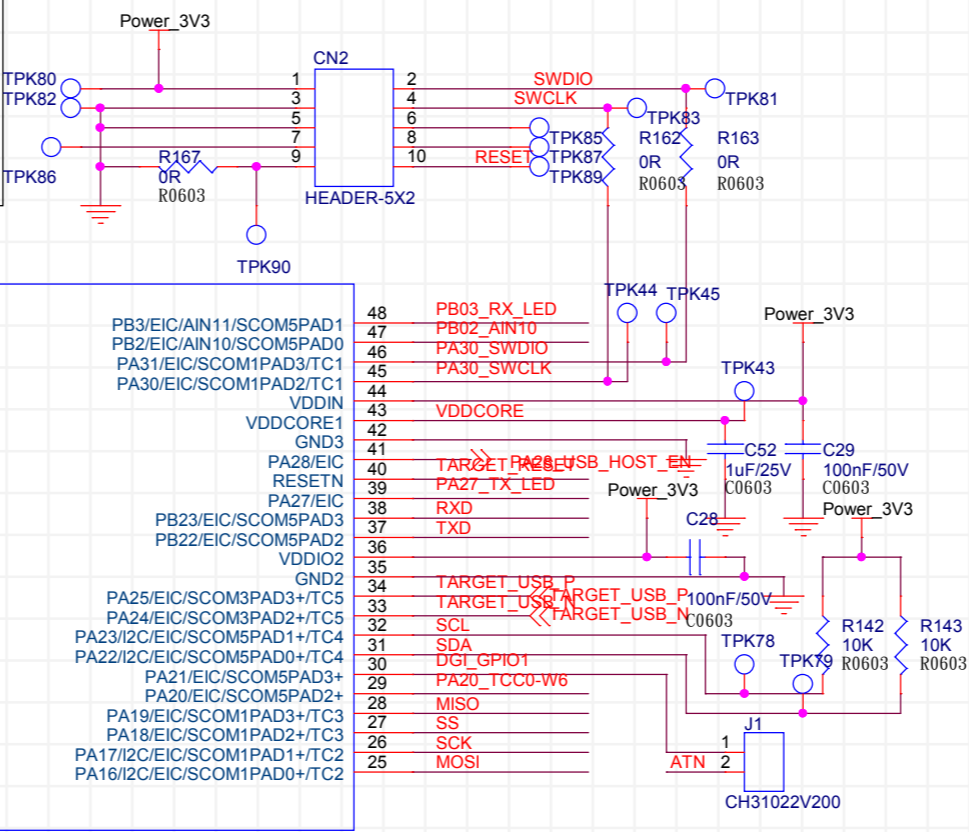 Power_3V3
CN2
TPK80
1
2
SWDIO
TPK81
TPK82
3
4
SWCLK
TPK83
5
6
TPK85
R162
R163
7
8
TPK87
0R
0R
TPK86
R167
9
10
RESET
TPK89
R0603
R0603
0R
R0603
HEADER-5X2
TPK90
TPK44
TPK45
Power_3V3
PB3/EIC/AIN11/SCOM5PAD1
48
PB03_RX_LED
PB2/EIC/AIN10/SCOM5PAD0
47
PB02_AIN10
PA31/EIC/SCOM1PAD3/TC1
46
PA30_SWDIO
TPK43
PA30/EIC/SCOM1PAD2/TC1
45
PA30_SWCLK
VDDIN
44
VDDCORE1
43
VDDCORE
GND3
42
C52
1uF/25V
C0603
C29
100nF/50V
C0603
PA28/EIC
41
PA28_USB_HOST_EN
RESETN
40
TARGET_RESET
PA27/EIC
39
PA27_TX_LED
Power_3V3
PB23/EIC/SCOM5PAD3
38
RXD
Power_3V3
PB22/EIC/SCOM5PAD2
37
TXD
C28
VDDIO2
36
GND2
35
PA25/EIC/SCOM3PAD3+/TC5
34
TARGET_USB_P
TARGET_USB_P
100nF/50V
C0603
PA24/EIC/SCOM3PAD2+/TC5
33
TARGET_USB_N
TARGET_USB_N
PA23/I2C/EIC/SCOM5PAD1+/TC4
32
SCL
TPK78
R142
10K
R0603
R143
10K
R0603
PA22/I2C/EIC/SCOM5PAD0+/TC4
31
SDA
TPK79
PA21/EIC/SCOM5PAD3+
30
DGI_GPIO1
PA20/EIC/SCOM5PAD2+
29
PA20_TCC0-W6
PA19/EIC/SCOM1PAD3+/TC3
28
MISO
PA18/EIC/SCOM1PAD2+/TC3
27
SS
J1
PA17/I2C/EIC/SCOM1PAD1+/TC2
26
SCK
1
PA16/I2C/EIC/SCOM1PAD0+/TC2
25
MOSI
ATN
2
CH31022V200